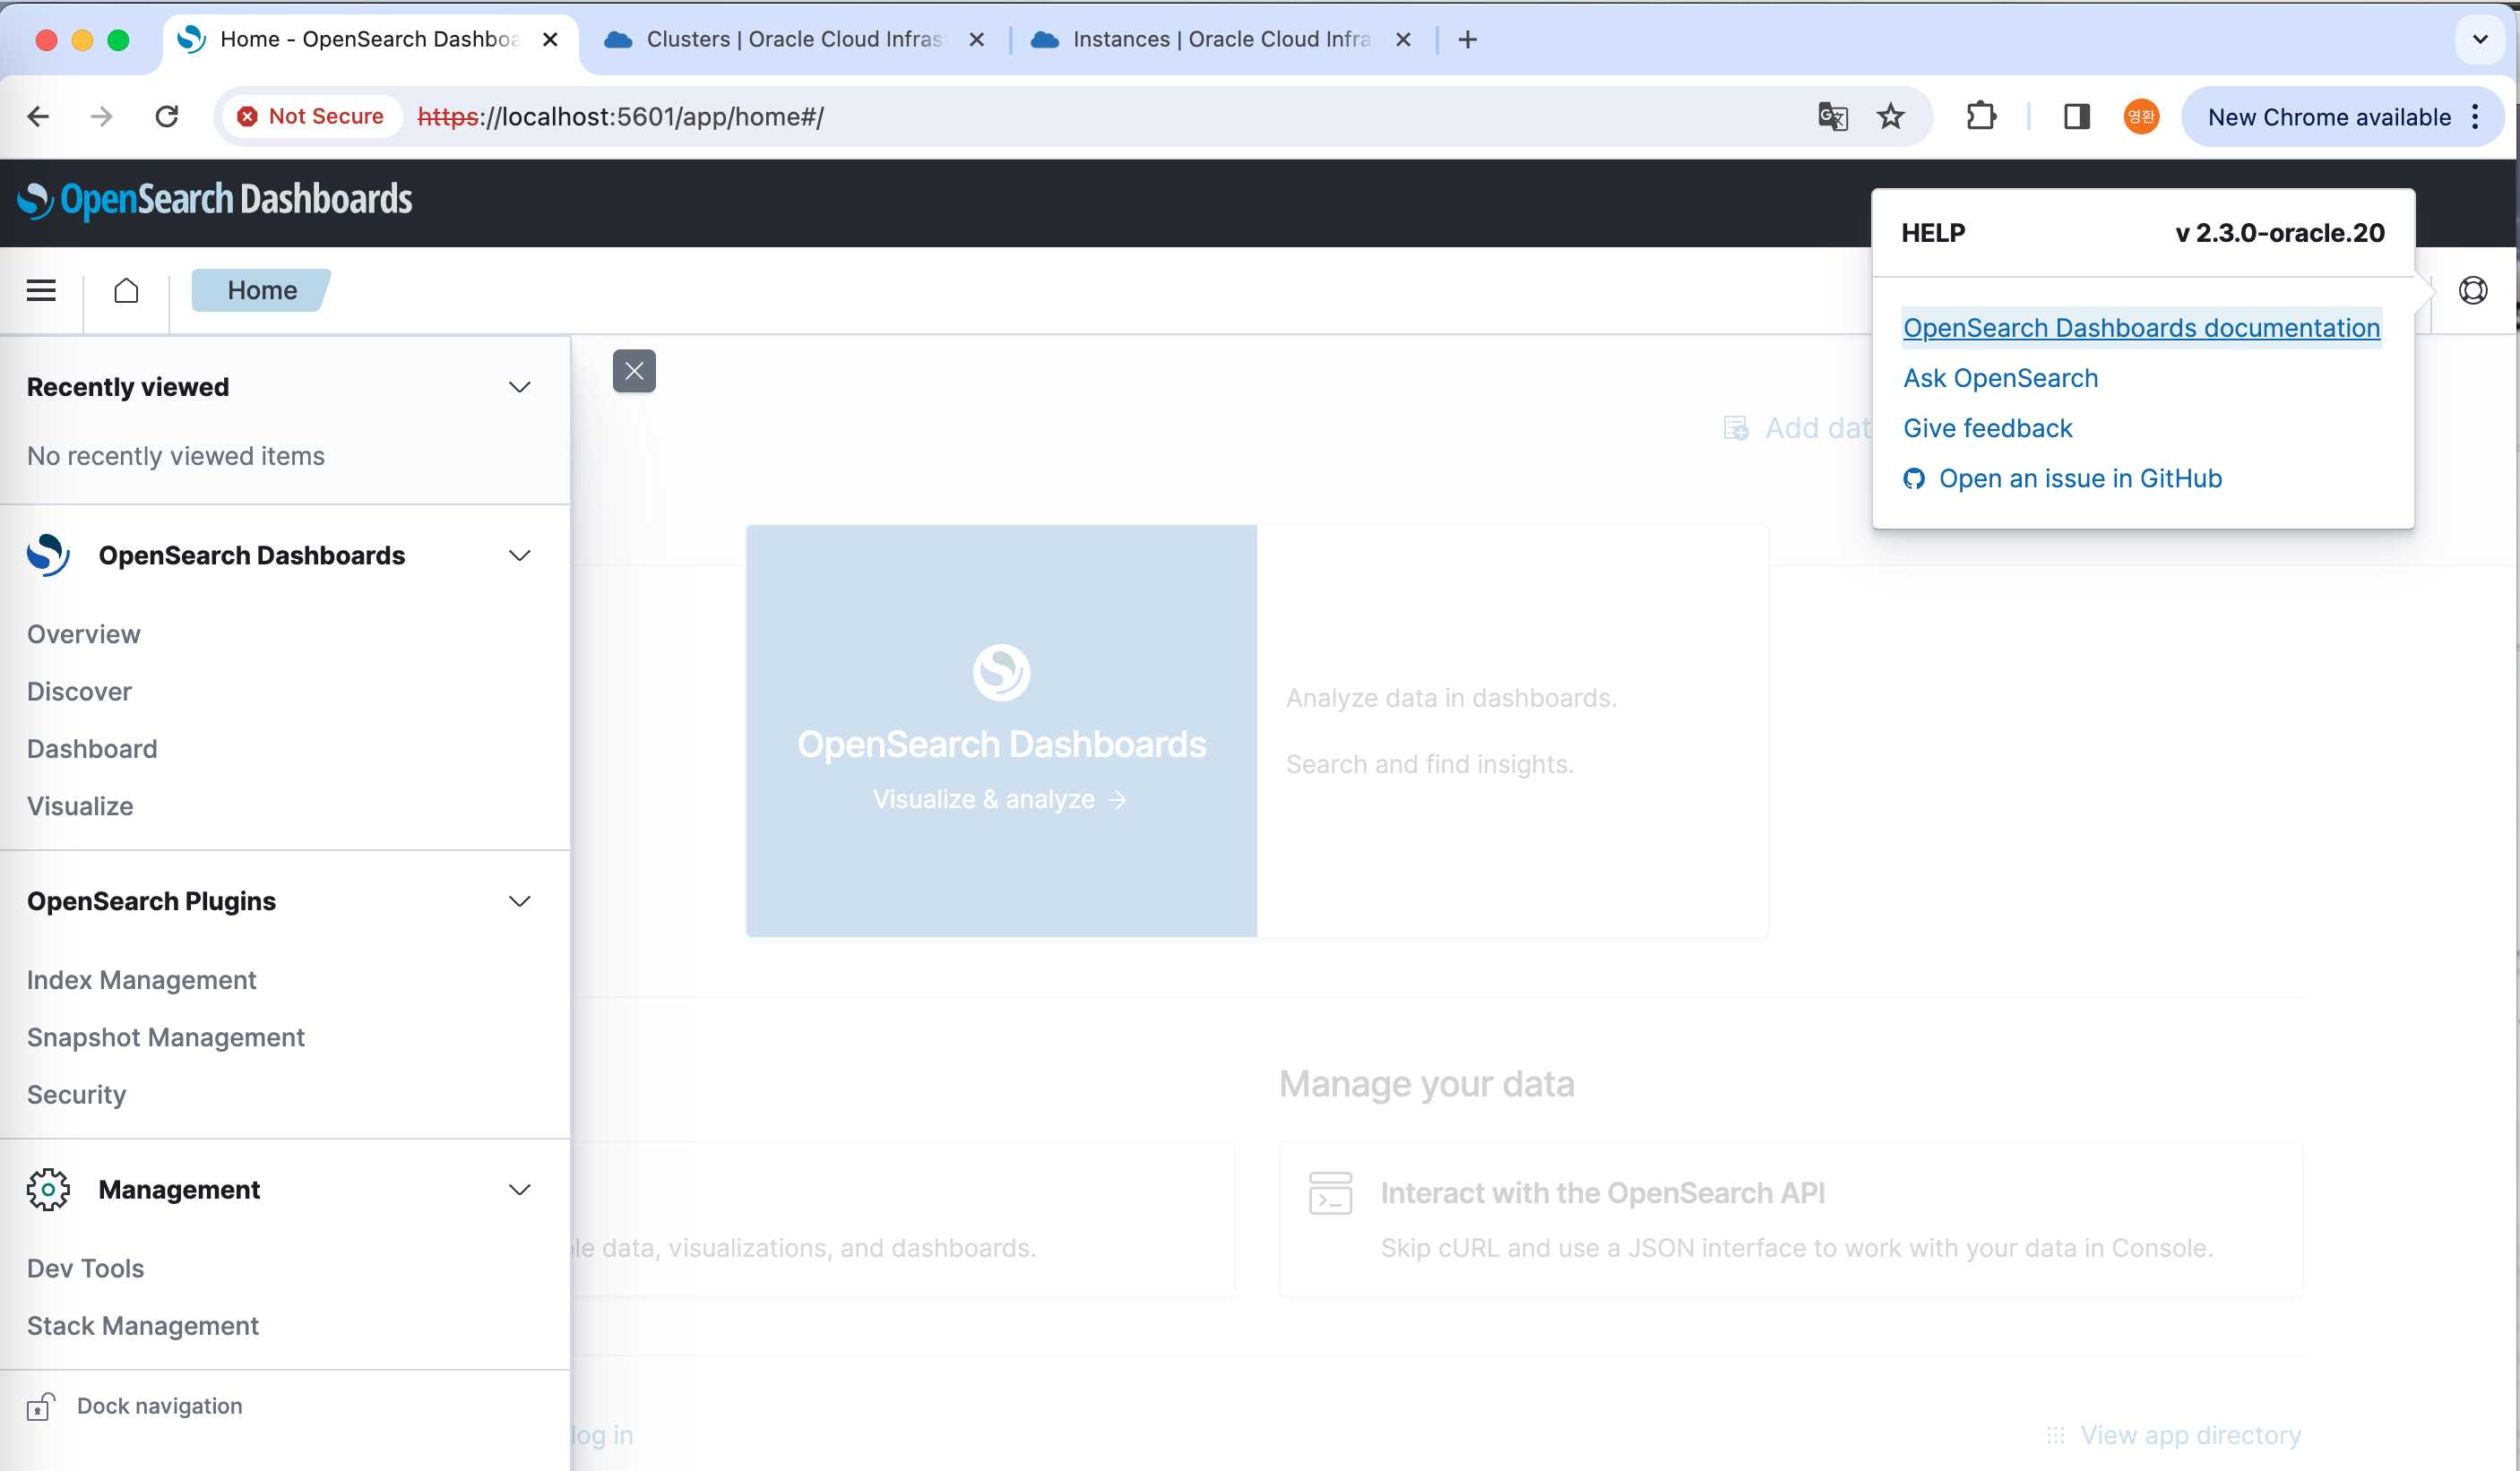 Home - OpenSearch Dashboa
Clusters | Oracle Cloud Infras
Instances | Oracle Cloud Infra
Not Secure
https://localhost:5601/app/home#/
영환
New Chrome available
OpenSearch Dashboards
Home
HELP
v 2.3.0-oracle.20
OpenSearch Dashboards documentation
Ask OpenSearch
Give feedback
Open an issue in GitHub
Recently viewed
No recently viewed items
OpenSearch Dashboards
Overview
Discover
Dashboard
Visualize
OpenSearch Plugins
Index Management
Snapshot Management
Security
Management
Dev Tools
Stack Management
Dock navigation
Add dat
OpenSearch Dashboards
Visualize & analyze
Analyze data in dashboards.
Search and find insights.
Manage your data
le data, visualizations, and dashboards.
Interact with the OpenSearch API
Skip cURL and use a JSON interface to work with your data in Console.
log in
View app directory